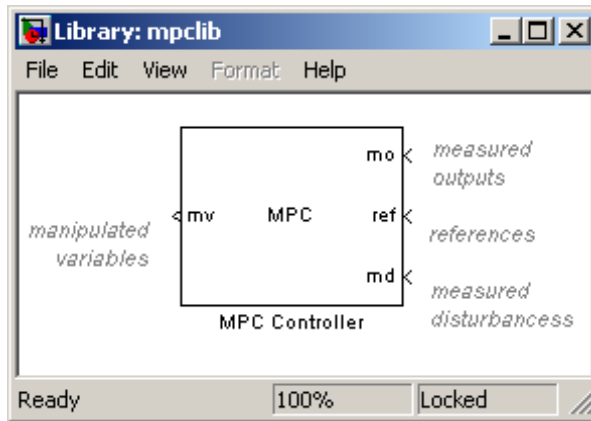 Library: mpclib
File Edit View Format Help
mo
measured
outputs
manipulated
variables
mv
MPC
ref
references
md
measured
disturbancess
MPC Controller
Ready 100% Locked